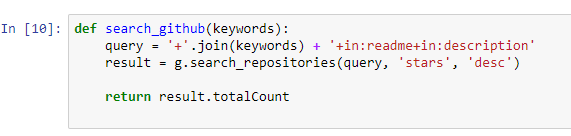 In [10]: def search_github(keywords):
    query = '+'.join(keywords) + '+in:readme+in:description'
    result = g.search_repositories(query, 'stars', 'desc')

    return result.totalCount